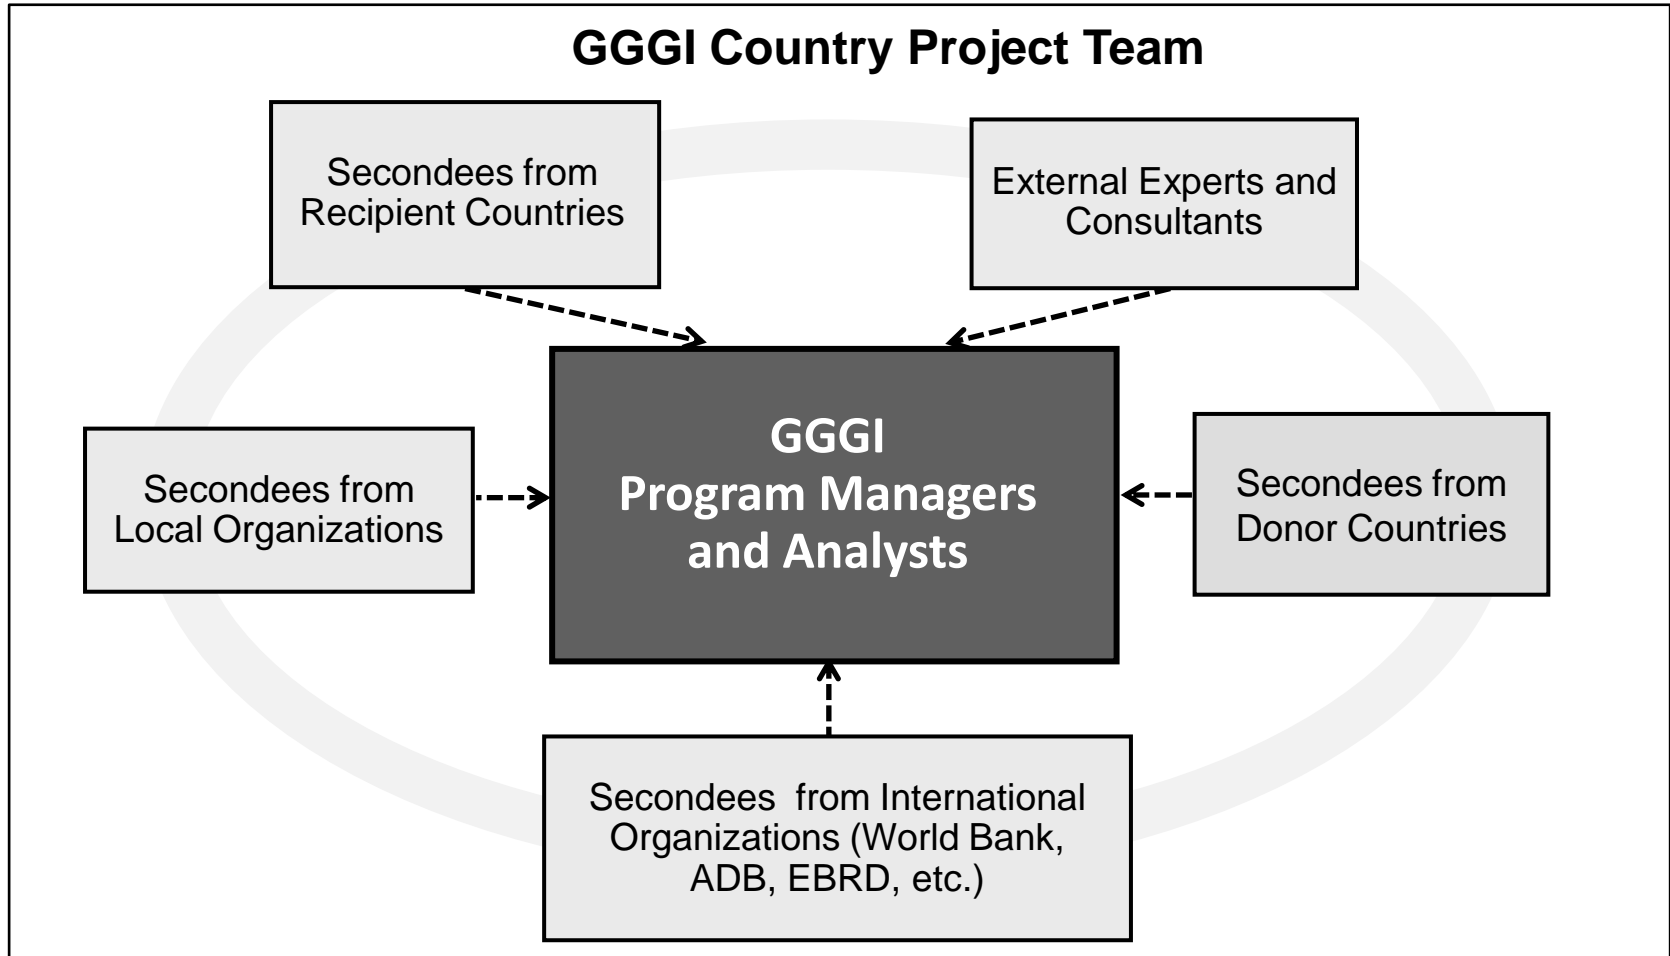 GGGI Country Project Team
Secondees from
Recipient Countries
External Experts and
Consultants
GGGI
Program Managers
and Analysts
Secondees from
Local Organizations
Secondees from
Donor Countries
Secondees  from International
Organizations (World Bank,
ADB, EBRD, etc.)